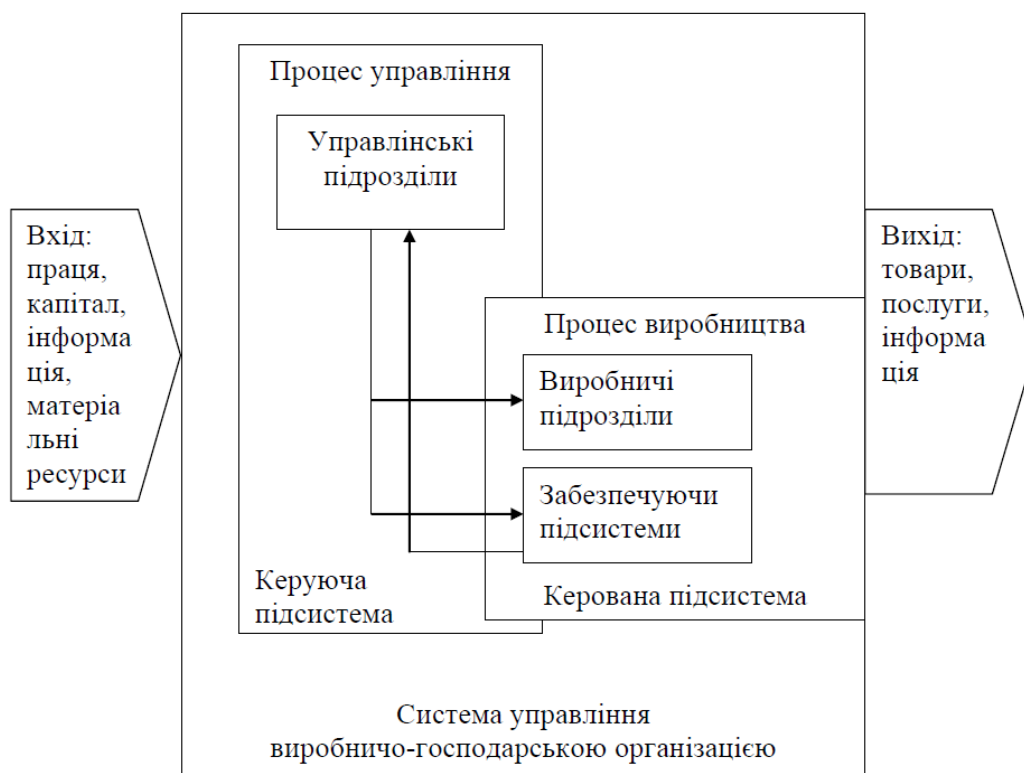 Процес управління
Управлінські
підрозділи
Вхід:
праця,
капітал,
інформа
ція,
матеріа
льні
ресурси
Вихід:
товари,
послуги,
інформа
ція
Процес виробництва
Виробничі
підрозділи
Забезпечуючи
підсистеми
Керуюча
підсистема
Керована підсистема
Система управління
виробничо-господарською організацією